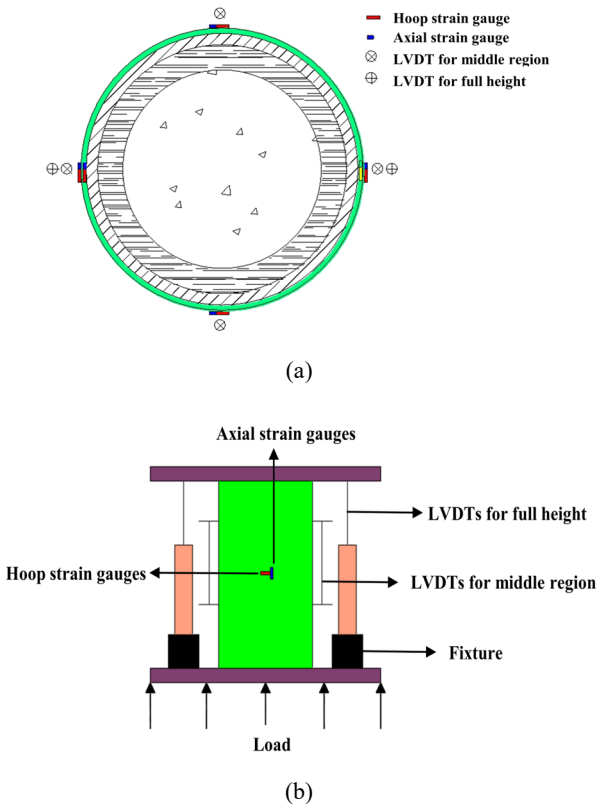 Hoop strain gauge
Axial strain gauge
LVDT for middle region
LVDT for full height
(a)
Axial strain gauges
LVDTs for full height
Hoop strain gauges
LVDTs for middle region
Fixture
Load
(b)